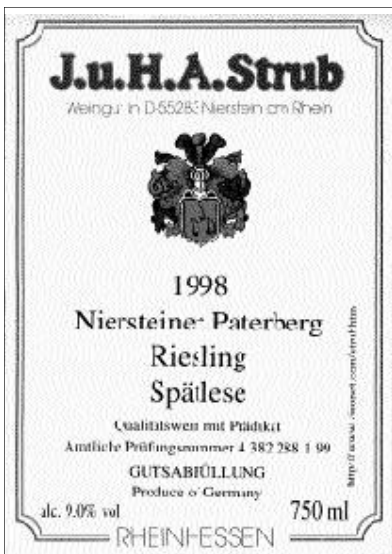 J.u.H.A.Strub
Weingut in D-55283 Nierstein am Rhein
1998
Niersteiner Paterberg
Riesling
Spätlese
Qualitätswein mit Prädikat
Amtliche Prüfungsnummer 4 382 288 1 99
GUTSABFÜLLUNG
Produce of Germany
alc. 9.0% vol
750 ml
RHEINHESSEN